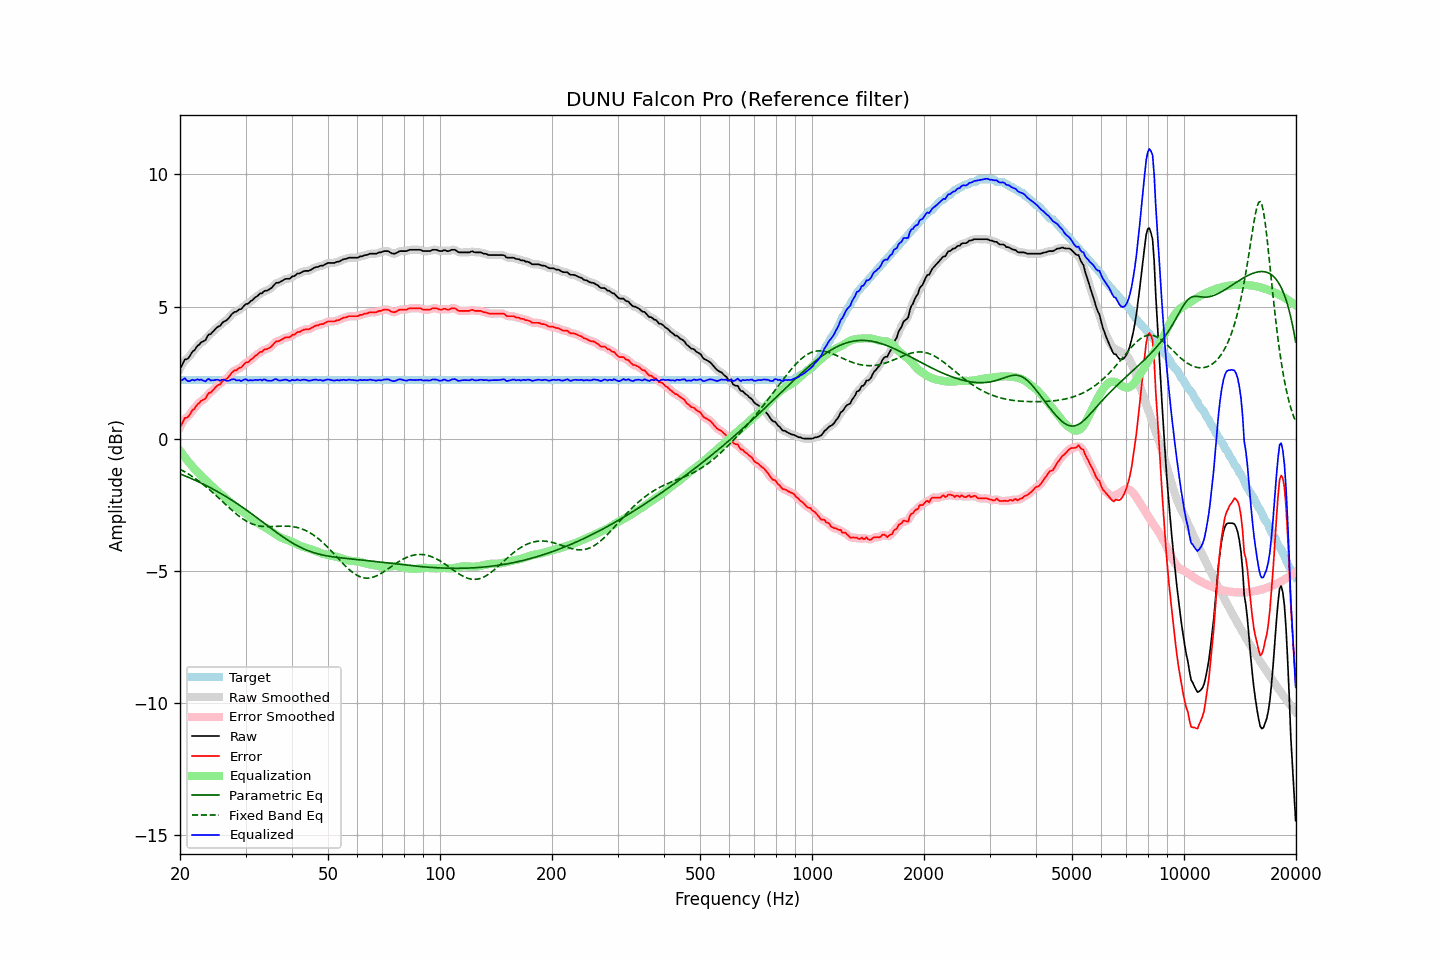 DUNU Falcon Pro (Reference filter)
Amplitude (dBr)
10
5
0
−5
−10
−15
Target
Raw Smoothed
Error Smoothed
Raw
Error
Equalization
Parametric Eq
Fixed Band Eq
Equalized
20 50 100 200 500 1000 2000 5000 10000 20000
Frequency (Hz)